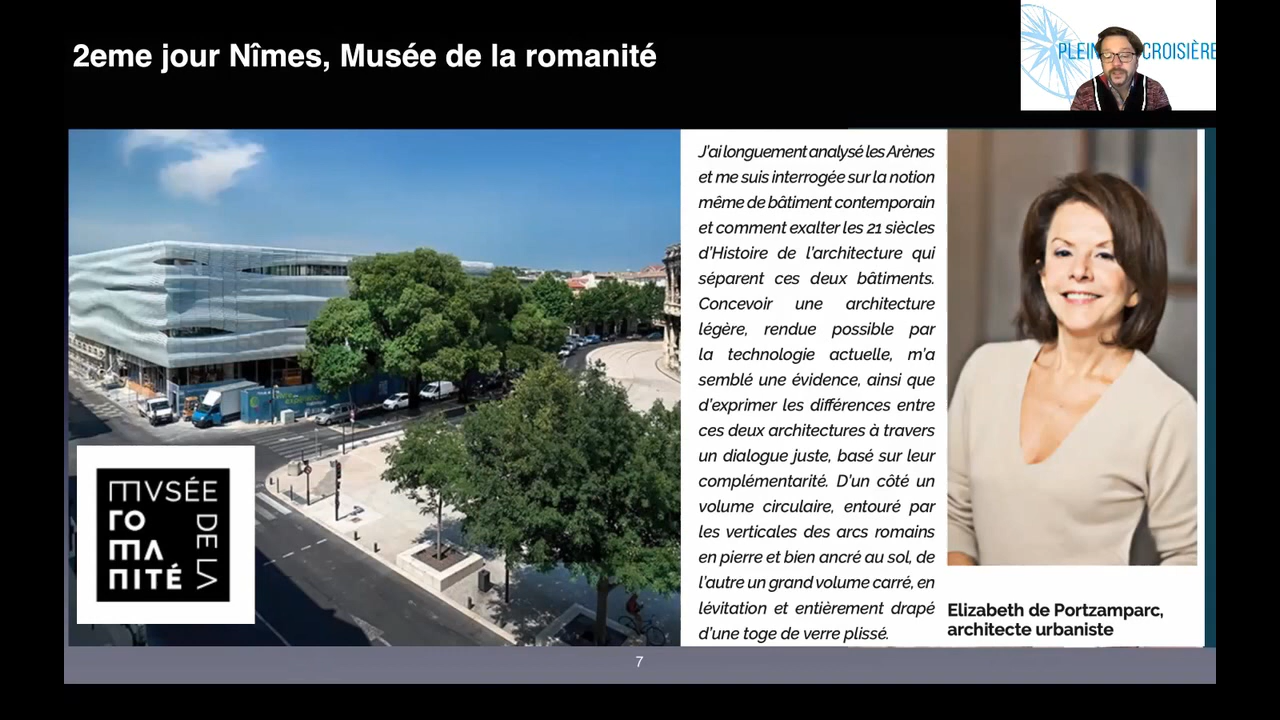 2eme jour Nîmes, Musée de la romanité
PLEIN CROISIÈRE
J'ai longuement analysé les Arènes
et me suis interrogée sur la notion
même de bâtiment contemporain
et comment exalter les 21 siècles
d'Histoire de l'architecture qui
séparent ces deux bâtiments.
Concevoir une architecture
légère, rendue possible par
la technologie actuelle, m'a
semblé une évidence, ainsi que
d'exprimer les différences entre
ces deux architectures à travers
un dialogue juste, basé sur leur
complémentarité. D'un côté un
volume circulaire, entouré par
les verticales des arcs romains
en pierre et bien ancré au sol, de
l'autre un grand volume carré, en
lévitation et entièrement drapé
d'une toge de verre plissé.
Elizabeth de Portzamparc,
architecte urbaniste
MVSÉE
RO
MA
NITÉ
DE LA
7